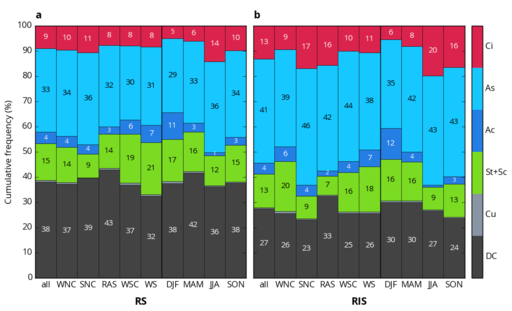 a b
100
90
80
70
60
50
40
30
20
10
0
Cumulative frequency (%)
9 10 11 8 8 8 5 6 14 10
33 34 36 32 30 31 29 33 36 34
4 4 4 3 6 7 11 3 3
15 14 9 14 19 21 17 16 12 15
38 37 39 43 37 32 38 42 36 38
all WNC SNC RAS WSC WS DJF MAM JJA SON
RS
13 9 17 16 10 11 6 8 20 16
41 39 46 42 44 38 35 42 43 43
4 6 4 2 4 7 12 4 3
13 20 9 7 16 18 16 16 9 13
27 26 23 33 25 26 30 30 27 24
all WNC SNC RAS WSC WS DJF MAM JJA SON
RIS
Ci
As
Ac
St+Sc
Cu
DC